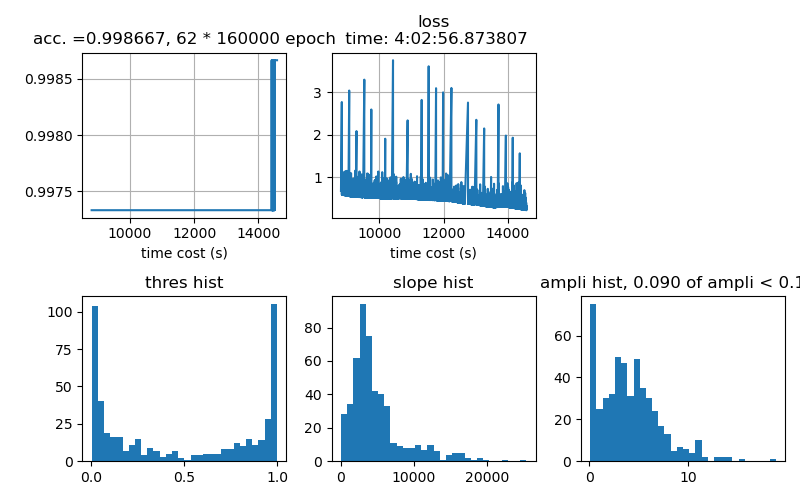 loss
acc. =0.998667, 62 * 160000 epoch time: 4:02:56.873807
0.9985
0.9980
0.9975
10000 12000 14000
time cost (s)
3
2
1
10000 12000 14000
time cost (s)
thres hist
100
75
50
25
0
0.0 0.5 1.0
slope hist
80
60
40
20
0
0 10000 20000
ampli hist, 0.090 of ampli < 0.1
60
40
20
0
0 10